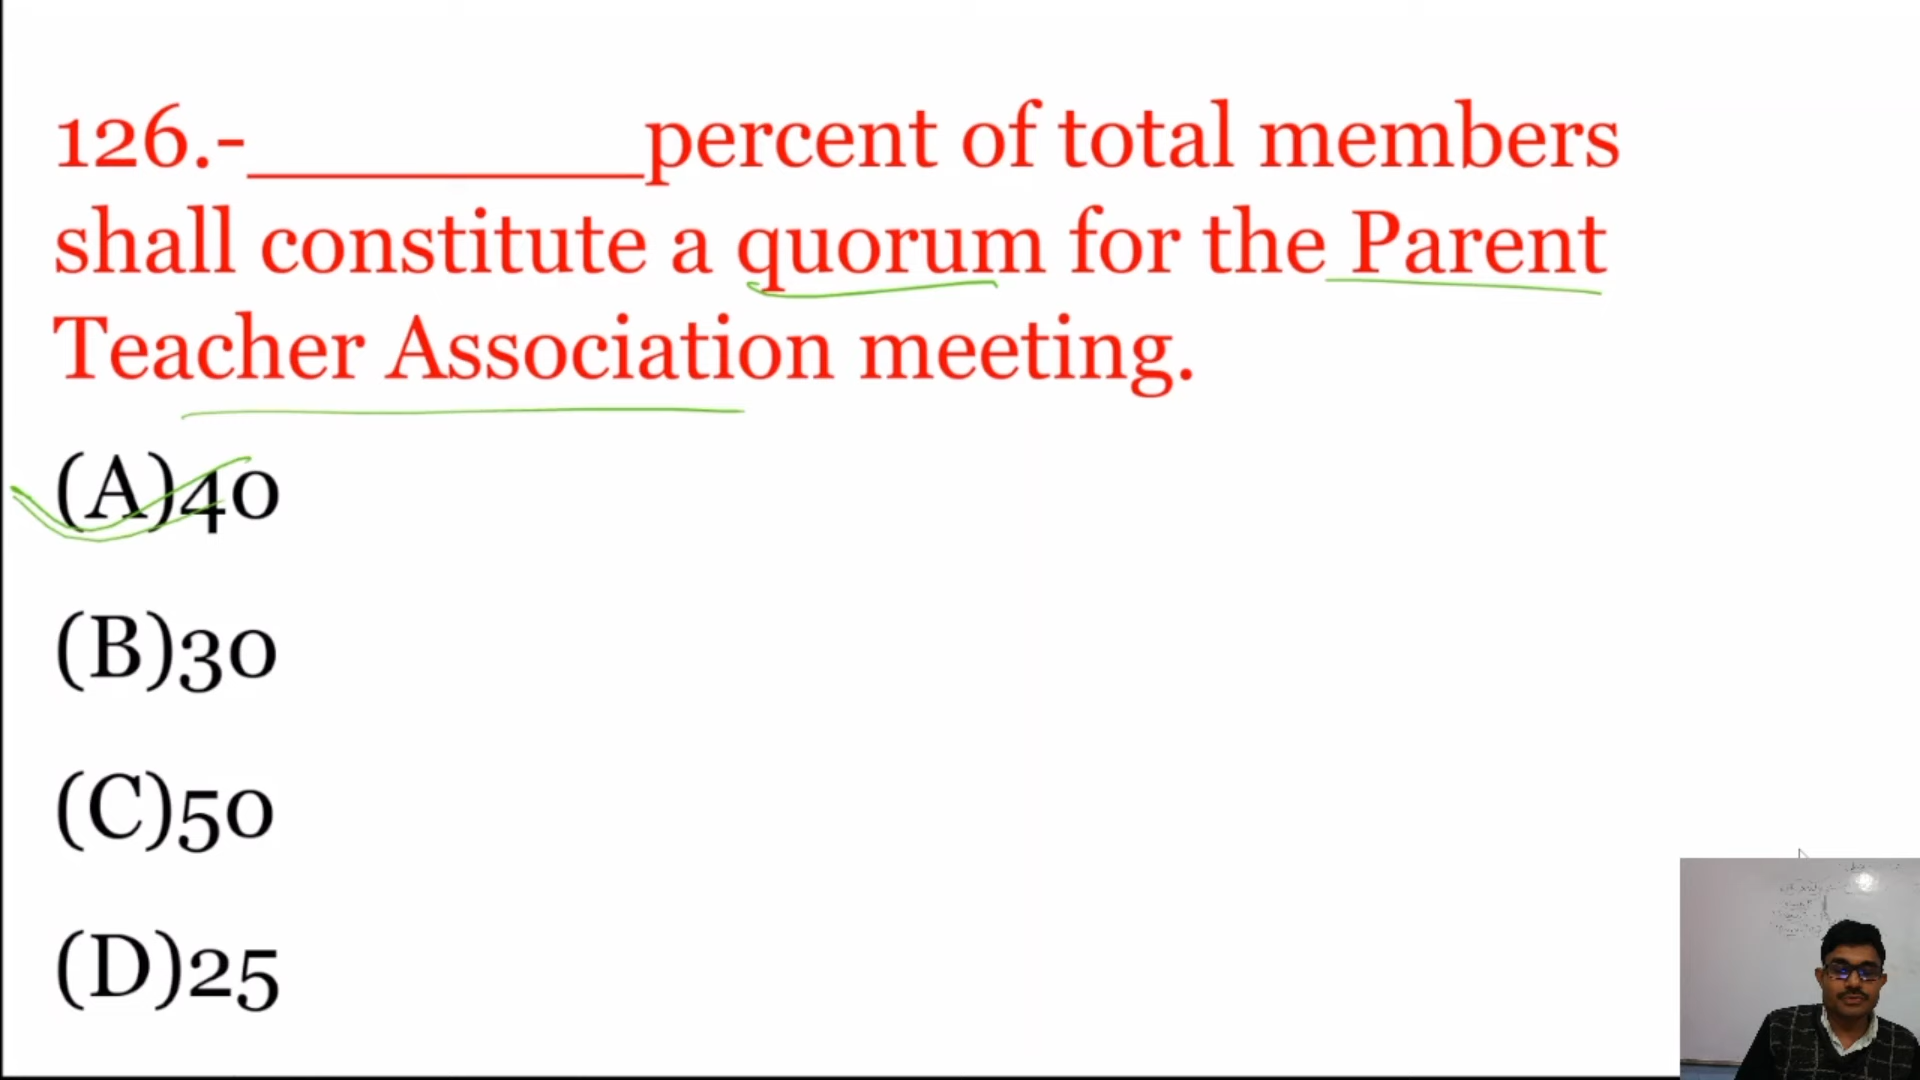 126.-________percent of total members
shall constitute a quorum for the Parent
Teacher Association meeting.
(A)40
(B)30
(C)50
(D)25